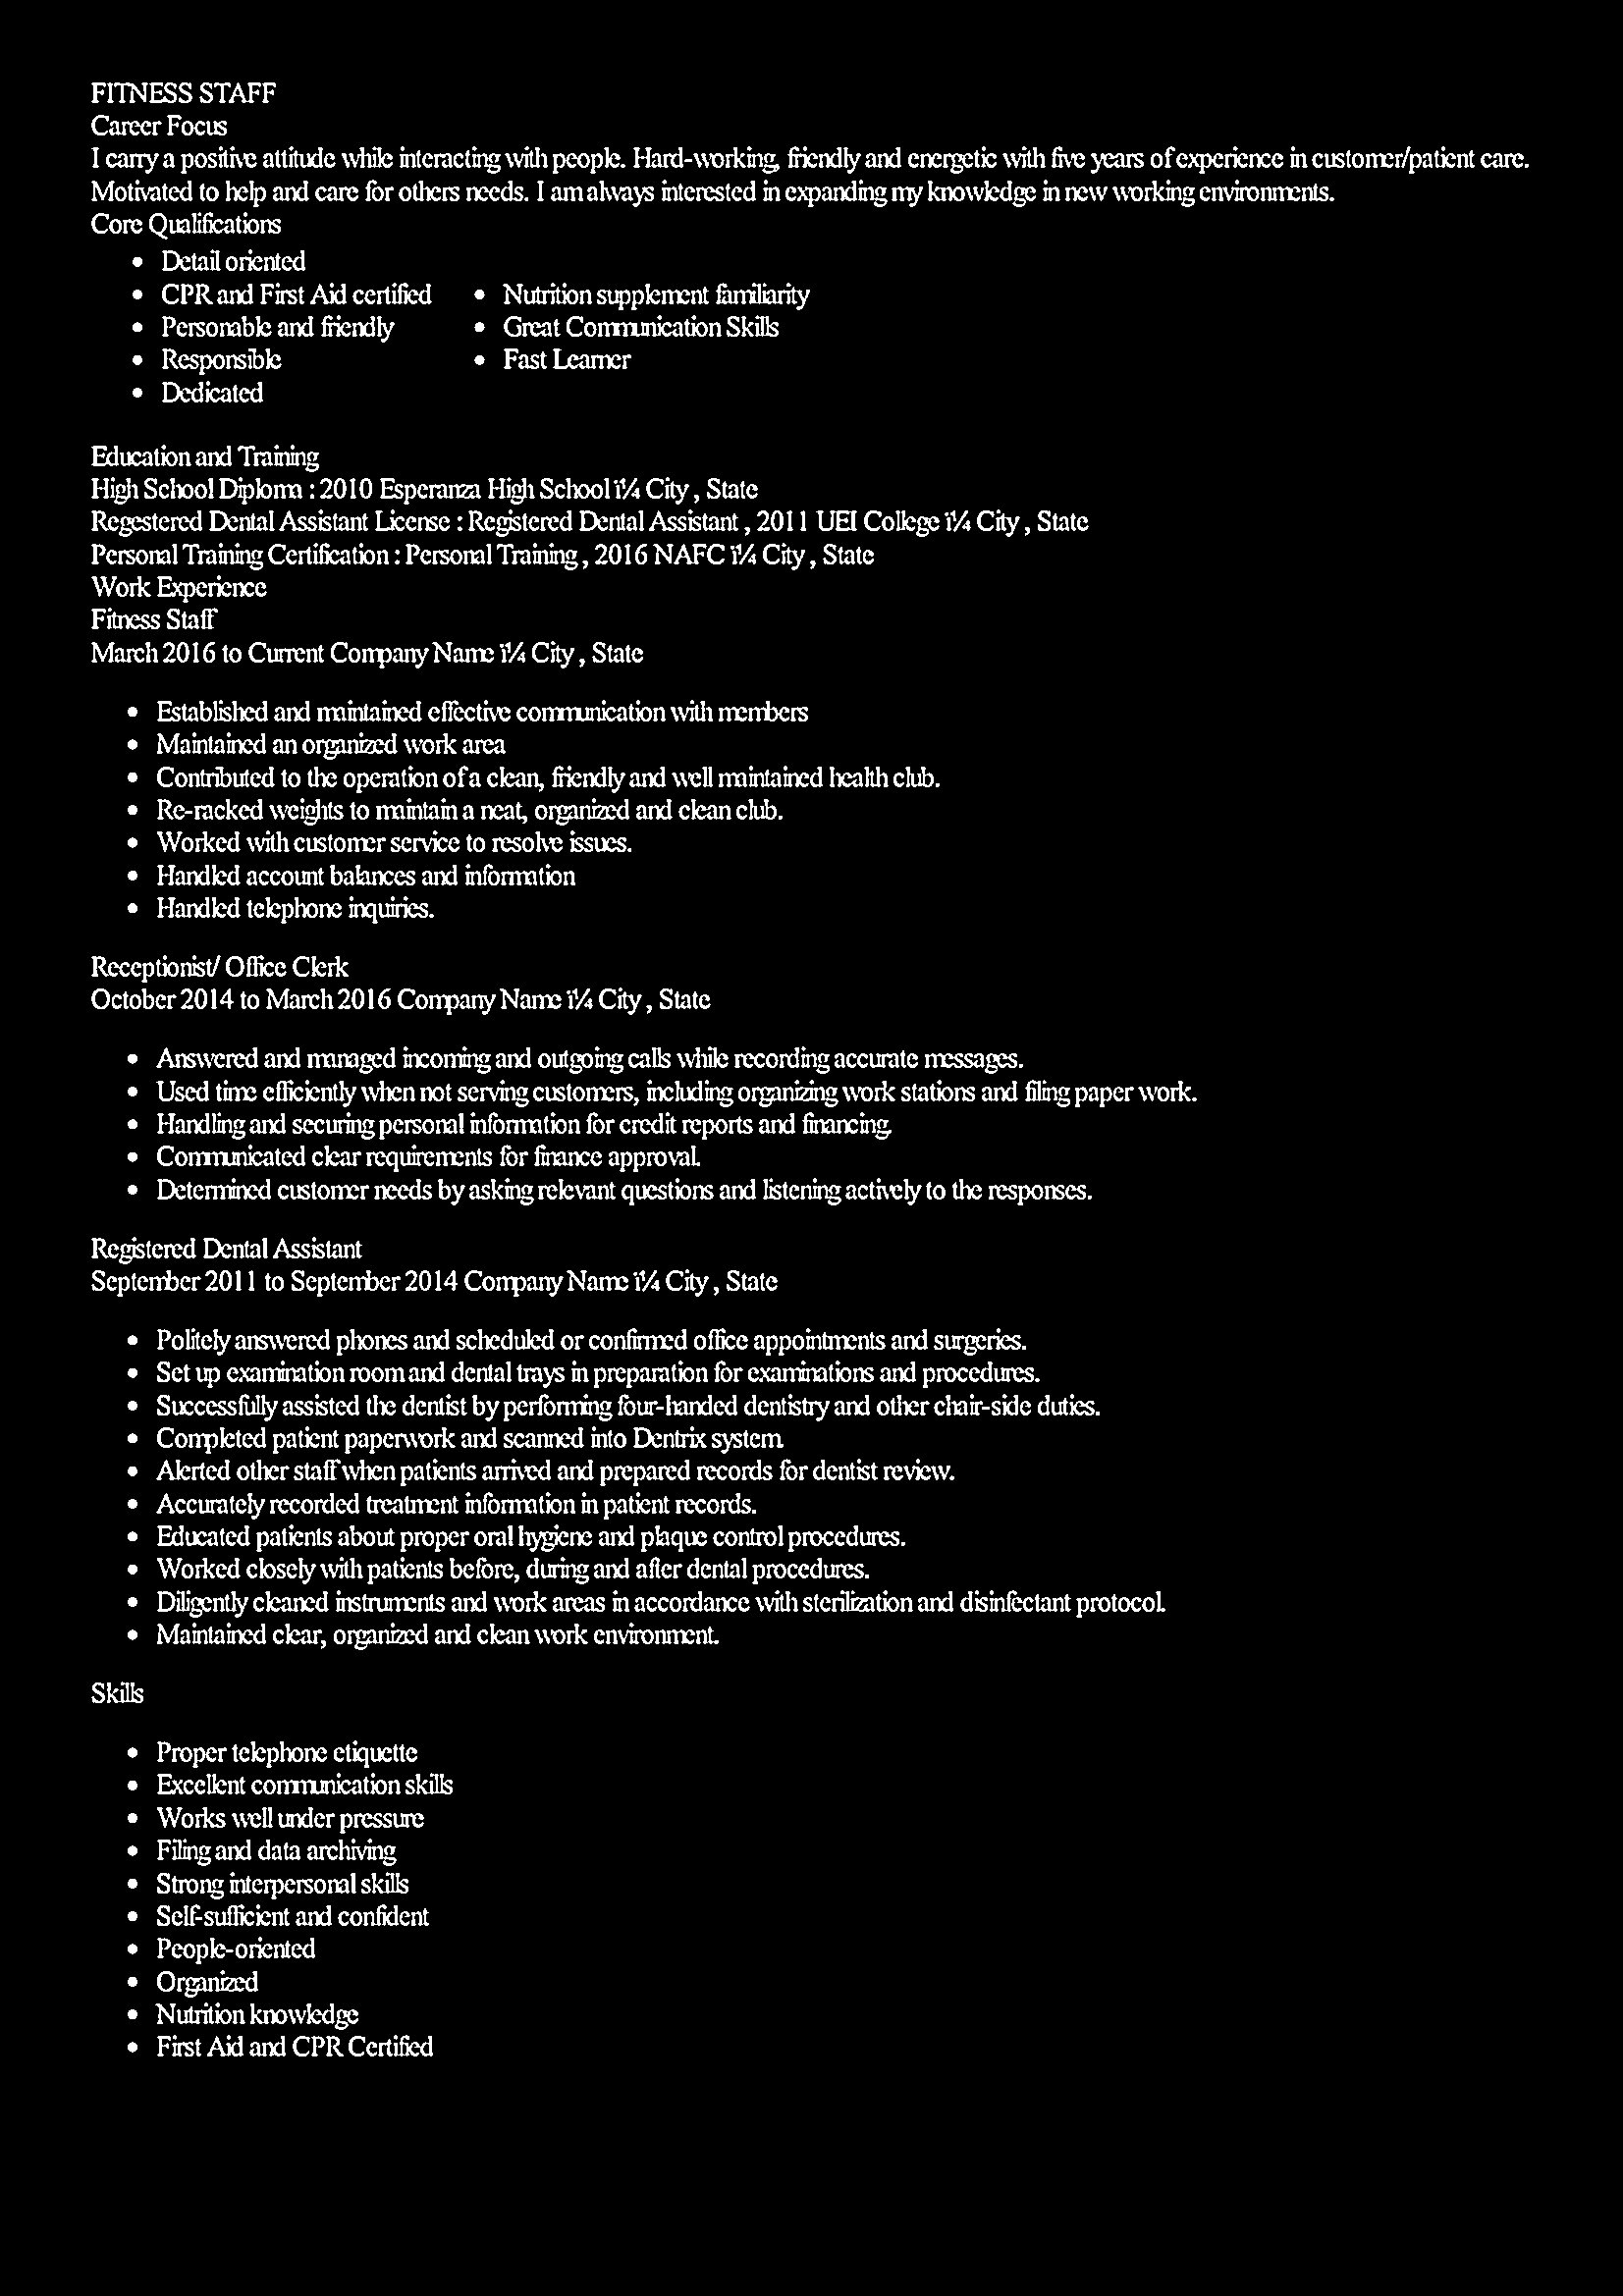 FITNESS STAFF
Career Focus
I carry a positive attitude while interacting with people. Hard-working, friendly and energetic with five years of experience in customer/patient care.
Motivated to help and care for others needs. I am always interested in expanding my knowledge in new working environments.
Core Qualifications
• Detail oriented
• CPR and First Aid certified • Nutrition supplement familiarity
• Personable and friendly • Great Communication Skills
• Responsible • Fast Learner
• Dedicated
Education and Training
High School Diploma : 2010 Esperanza High School ï¼ City , State
Regestered Dental Assistant License : Registered Dental Assistant , 2011 UEI College ï¼ City , State
Personal Training Certification : Personal Training , 2016 NAFC ï¼ City , State
Work Experience
Fitness Staff
March 2016 to Current Company Name ï¼ City , State
• Established and maintained effective communication with members
• Maintained an organized work area
• Contributed to the operation of a clean, friendly and well maintained health club.
• Re-racked weights to maintain a neat, organized and clean club.
• Worked with customer service to resolve issues.
• Handled account balances and information
• Handled telephone inquiries.
Receptionist/ Office Clerk
October 2014 to March 2016 Company Name ï¼ City , State
• Answered and managed incoming and outgoing calls while recording accurate messages.
• Used time efficiently when not serving customers, including organizing work stations and filing paper work.
• Handling and securing personal information for credit reports and financing.
• Communicated clear requirements for finance approval.
• Determined customer needs by asking relevant questions and listening actively to the responses.
Registered Dental Assistant
September 2011 to September 2014 Company Name ï¼ City , State
• Politely answered phones and scheduled or confirmed office appointments and surgeries.
• Set up examination room and dental trays in preparation for examinations and procedures.
• Successfully assisted the dentist by performing four-handed dentistry and other chair-side duties.
• Completed patient paperwork and scanned into Dentrix system.
• Alerted other staff when patients arrived and prepared records for dentist review.
• Accurately recorded treatment information in patient records.
• Educated patients about proper oral hygiene and plaque control procedures.
• Worked closely with patients before, during and after dental procedures.
• Diligently cleaned instruments and work areas in accordance with sterilization and disinfectant protocol.
• Maintained clear, organized and clean work environment.
Skills
• Proper telephone etiquette
• Excellent communication skills
• Works well under pressure
• Filing and data archiving
• Strong interpersonal skills
• Self-sufficient and confident
• People-oriented
• Organized
• Nutrition knowledge
• First Aid and CPR Certified